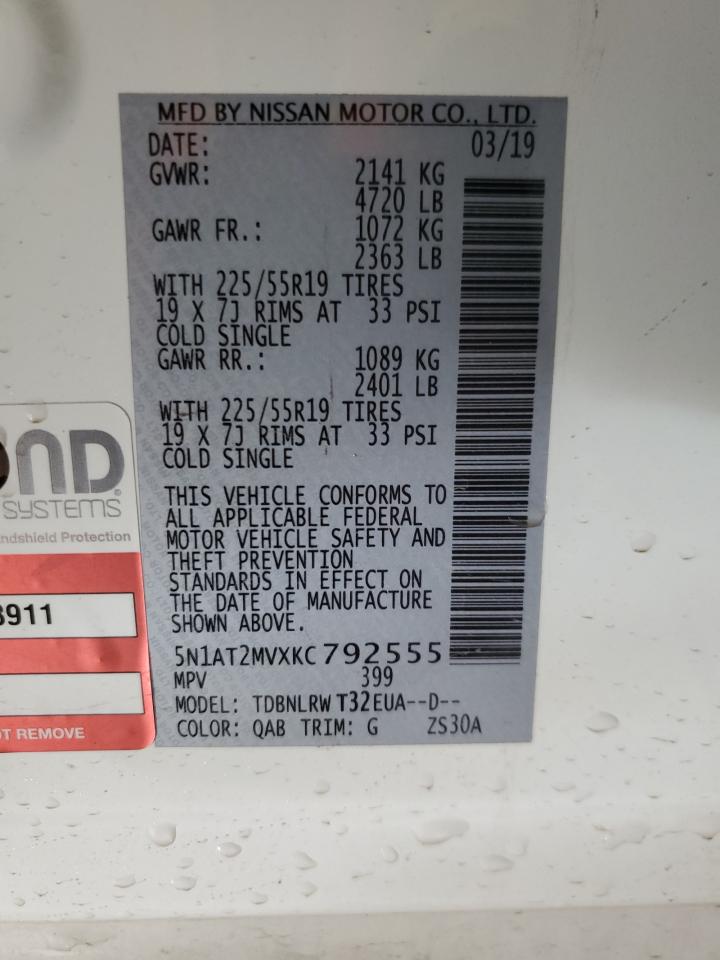 MFD BY NISSAN MOTOR CO., LTD.
DATE: 03/19
GVWR: 2141 KG
4720 LB
GAWR FR.: 1072 KG
2363 LB
WITH 225/55R19 TIRES
19 X 7J RIMS AT 33 PSI
COLD SINGLE
GAWR RR.: 1089 KG
2401 LB
WITH 225/55R19 TIRES
19 X 7J RIMS AT 33 PSI
COLD SINGLE
THIS VEHICLE CONFORMS TO
ALL APPLICABLE FEDERAL
MOTOR VEHICLE SAFETY AND
THEFT PREVENTION
STANDARDS IN EFFECT ON
THE DATE OF MANUFACTURE
SHOWN ABOVE.
5N1AT2MVXKC792555
MPV 399
MODEL: TDBNLRW T32EUA--D--
COLOR: QAB TRIM: G ZS30A
ND
SYSTEMS®
ndshield Protection
3911
T REMOVE